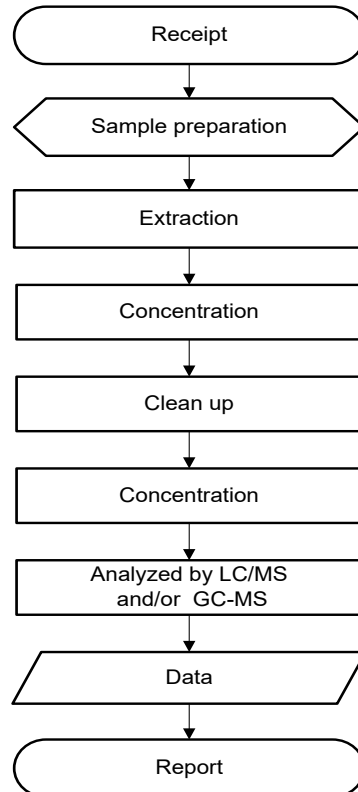 Receipt
Sample preparation
Extraction
Concentration
Clean up
Concentration
Analyzed by LC/MS
and/or GC-MS
Data
Report